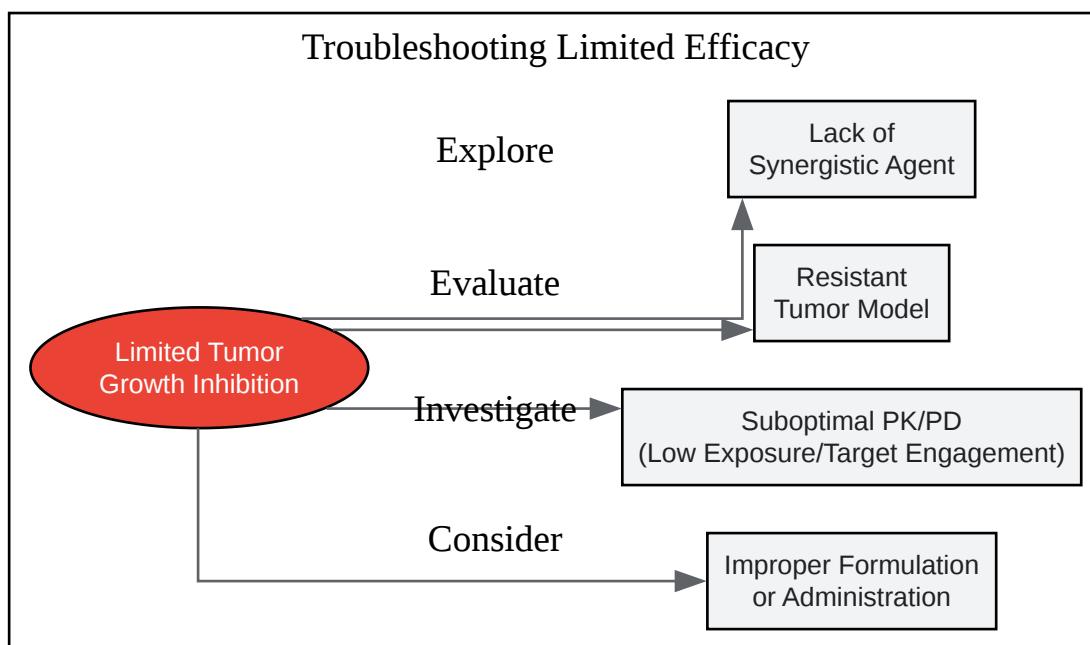 Troubleshooting Limited Efficacy
Explore
Lack of
Synergistic Agent
Evaluate
Resistant
Tumor Model
Limited Tumor
Growth Inhibition
Investigate
Suboptimal PK/PD
(Low Exposure/Target Engagement)
Consider
Improper Formulation
or Administration